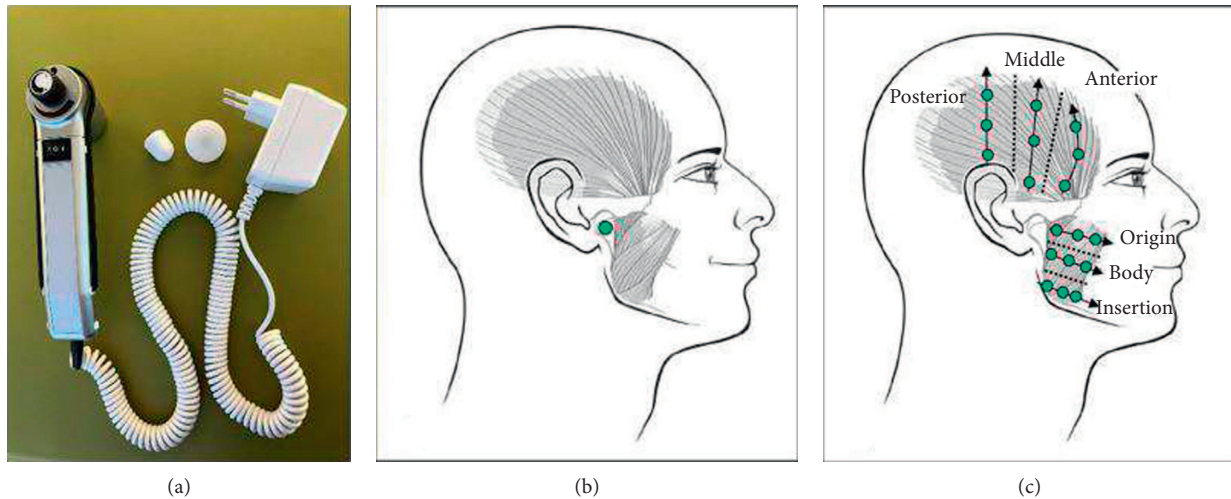 Middle
Anterior
Posterior
Origin
Body
Insertion
(a)
(b)
(c)